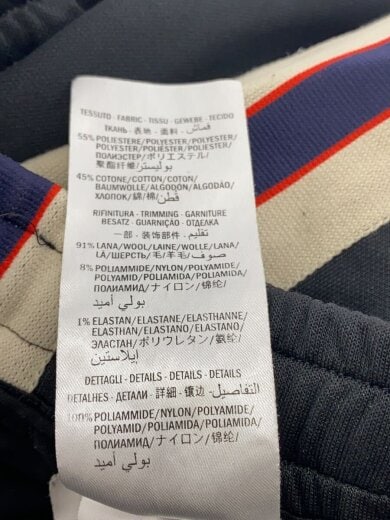 TESSUTO - FABRIC - TISSU - GEWEBE - TECIDO
ТКАНЬ - 表地 - 面料 - قماش
55% POLIESTERE/POLYESTER/POLYESTER/
POLYESTER/POLIESTER/POLIESTER/
ПОЛИЭСТЕР/ポリエステル/
聚酯纤维/بوليستر
45% COTONE/COTTON/COTON/
BAUMWOLLE/ALGODÓN/ALGODÃO/
ХЛОПОК/綿/棉/قطن
RIFINITURA - TRIMMING - GARNITURE
BESATZ - GUARNIÇÃO - ОТДЕЛКА
一部 - 装饰部件 - تقليم
91% LANA/WOOL/LAINE/WOLLE/LANA/
LÃ/ШЕРСТЬ/毛/羊毛/صوف
8% POLIAMMIDE/NYLON/POLYAMIDE/
POLYAMID/POLIAMIDA/POLIAMIDA/
ПОЛИАМИД/ナイロン/锦纶/
بولي أميد
1% ELASTAN/ELASTANE/ELASTHANNE/
ELASTHAN/ELASTANO/ELASTANO/
ЭЛАСТАН/ポリウレタン/氨纶/
إيلاستين
DETTAGLI - DETAILS - DETAILS - DETAILS
DETALHES - ДЕТАЛИ - 詳細 - 镶边 - التفاصيل
100% POLIAMMIDE/NYLON/POLYAMIDE/
POLYAMID/POLIAMIDA/POLIAMIDA/
ПОЛИАМИД/ナイロン/锦纶/
بولي أميد